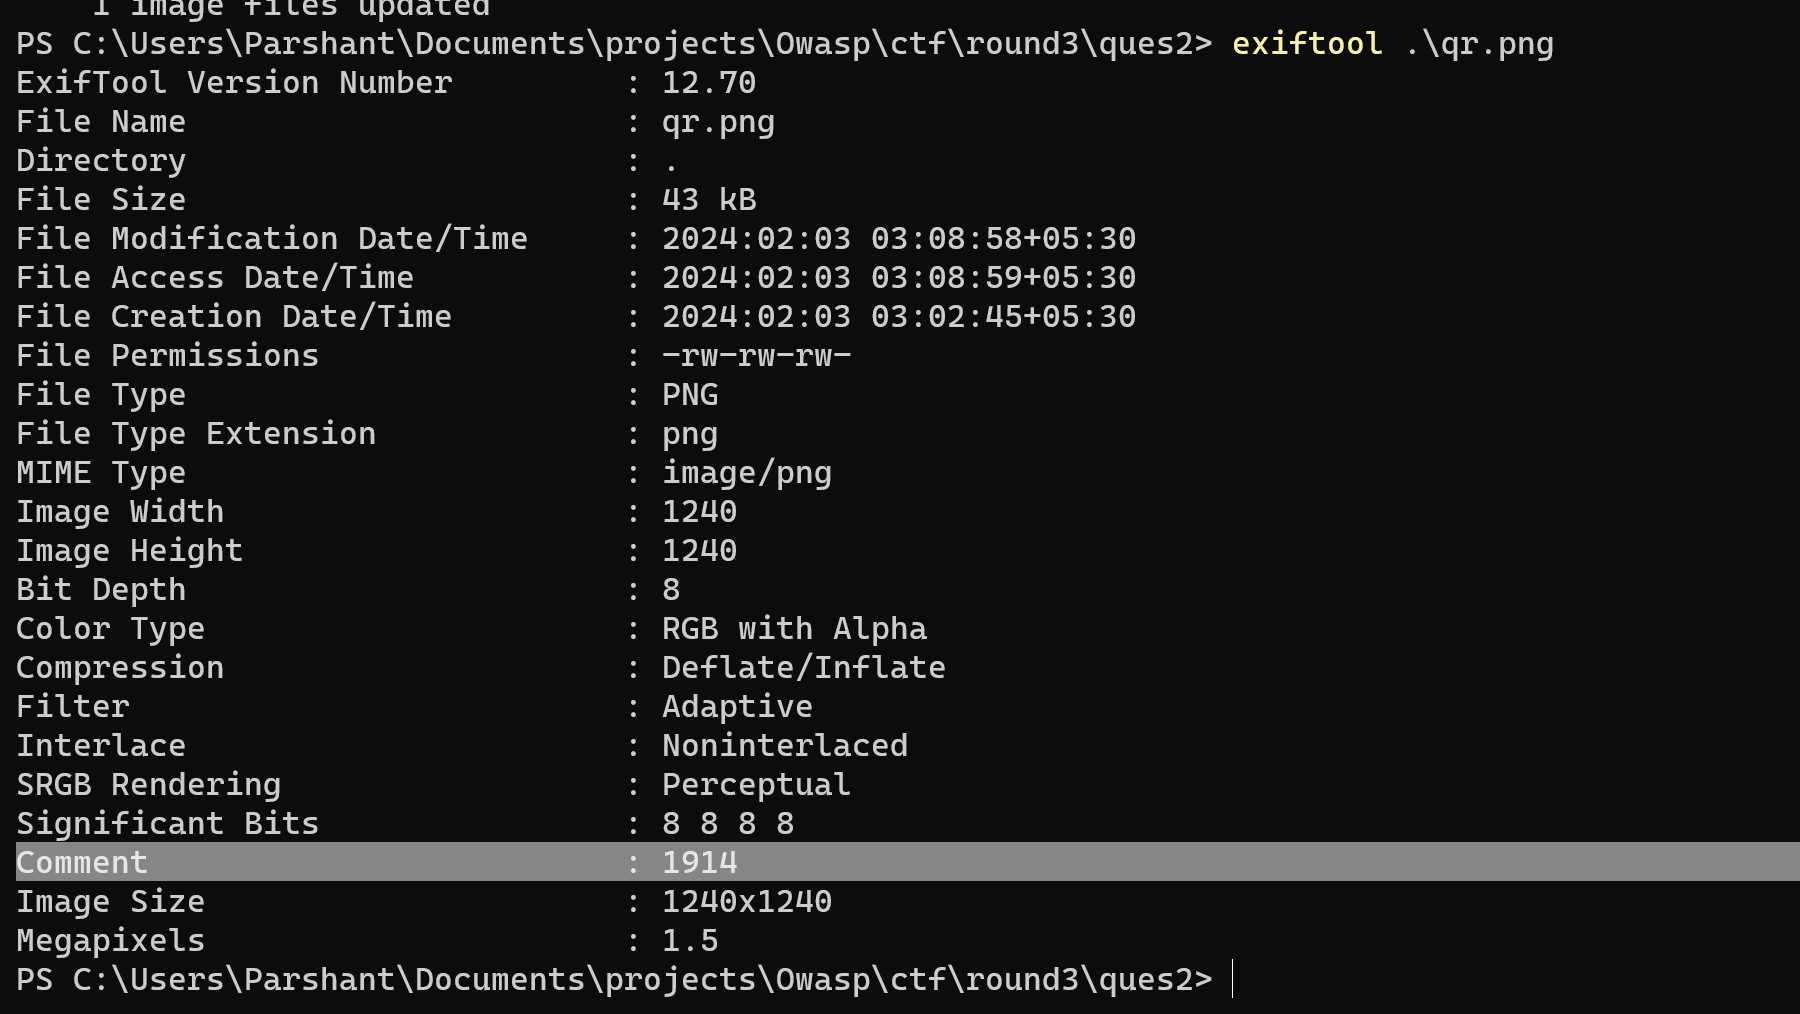 1 image files updated
PS C:\Users\Parshant\Documents\projects\Owasp\ctf\round3\ques2> exiftool .\qr.png
ExifTool Version Number : 12.70
File Name : qr.png
Directory : .
File Size : 43 kB
File Modification Date/Time : 2024:02:03 03:08:58+05:30
File Access Date/Time : 2024:02:03 03:08:59+05:30
File Creation Date/Time : 2024:02:03 03:02:45+05:30
File Permissions : -rw-rw-rw-
File Type : PNG
File Type Extension : png
MIME Type : image/png
Image Width : 1240
Image Height : 1240
Bit Depth : 8
Color Type : RGB with Alpha
Compression : Deflate/Inflate
Filter : Adaptive
Interlace : Noninterlaced
SRGB Rendering : Perceptual
Significant Bits : 8 8 8 8
Comment : 1914
Image Size : 1240x1240
Megapixels : 1.5
PS C:\Users\Parshant\Documents\projects\Owasp\ctf\round3\ques2>